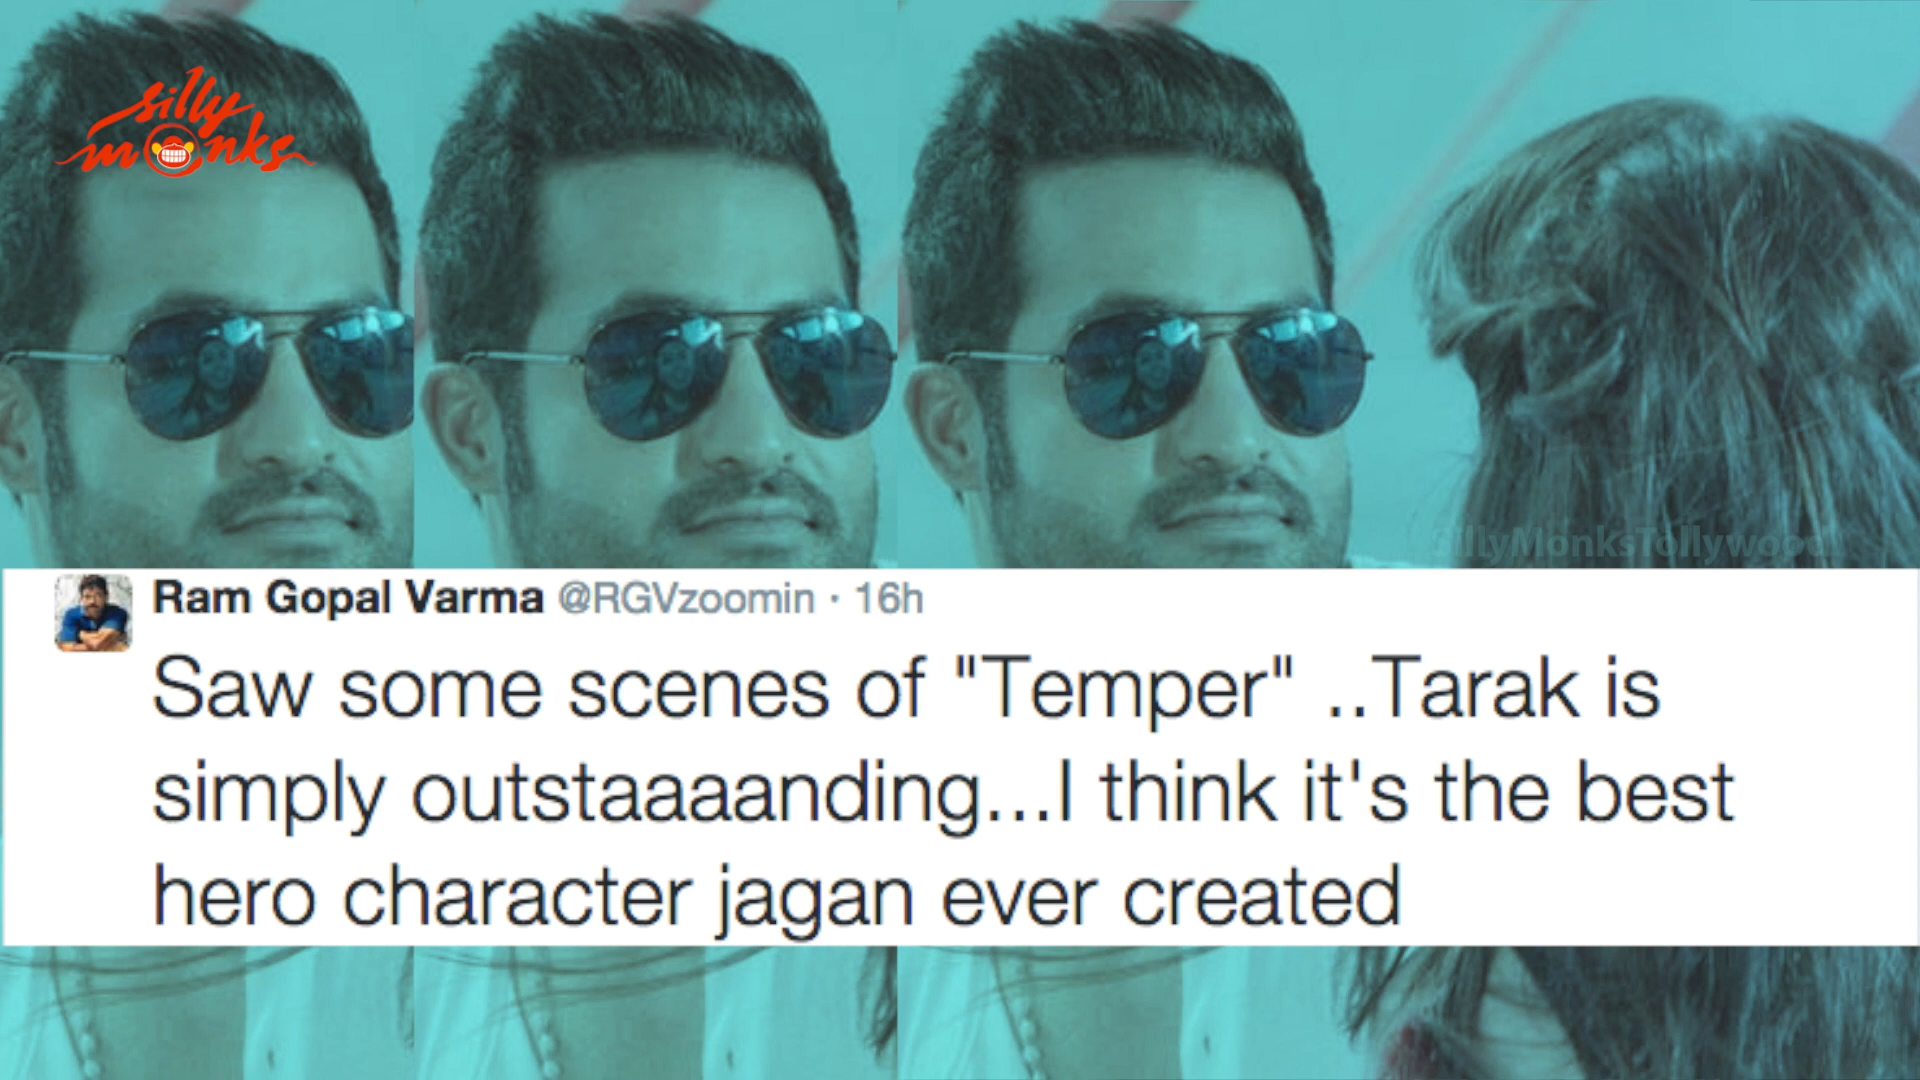 silly
monks
SillyMonksTollywood
Ram Gopal Varma @RGVzoomin · 16h
Saw some scenes of "Temper" ..Tarak is
simply outstaaaanding...I think it's the best
hero character jagan ever created